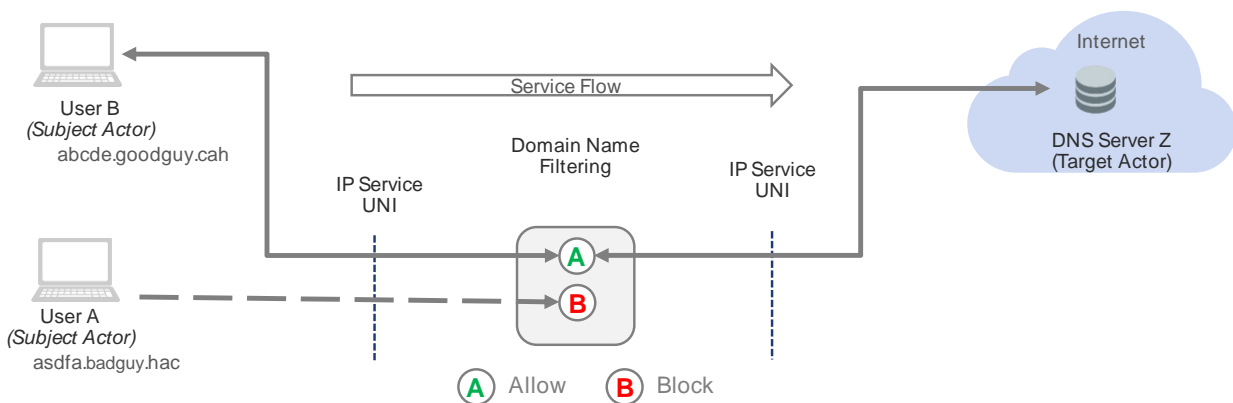 Internet
User B
(Subject Actor)
abcde.goodguy.cah
Service Flow
DNS Server Z
(Target Actor)
Domain Name
Filtering
IP Service
UNI
IP Service
UNI
A
B
User A
(Subject Actor)
asdfa.badguy.hac
A Allow
B Block